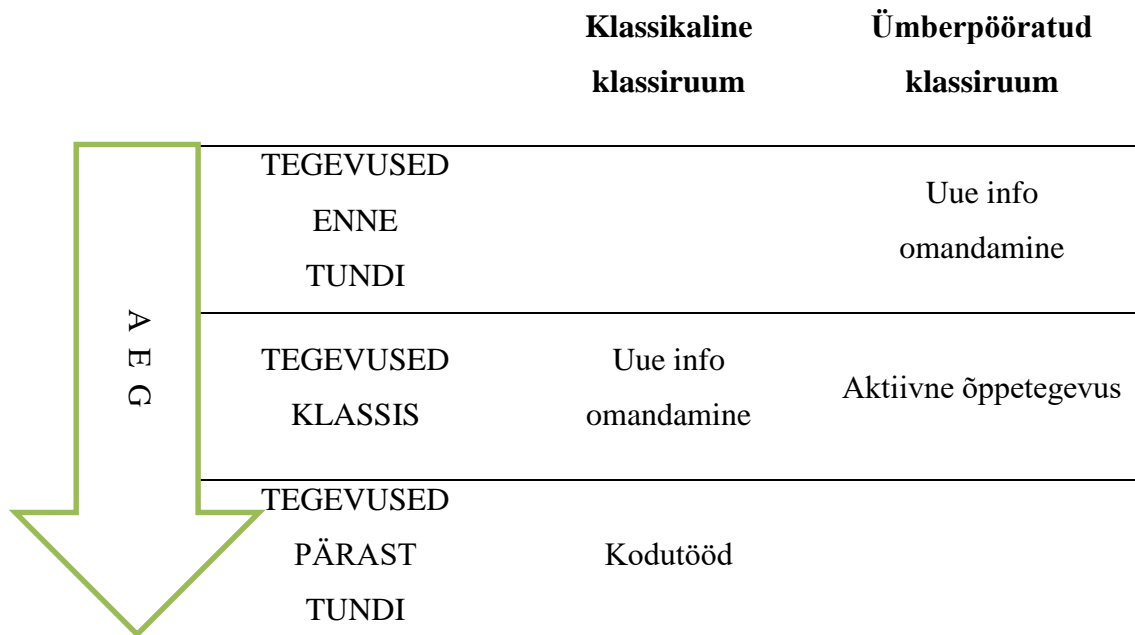 Klassikaline
klassiruum
Ümberpööratud
klassiruum
A E G
TEGEVUSED
ENNE
TUNDI
Uue info
omandamine
TEGEVUSED
KLASSIS
Uue info
omandamine
Aktiivne õppetegevus
TEGEVUSED
PÄRAST
TUNDI
Kodutööd